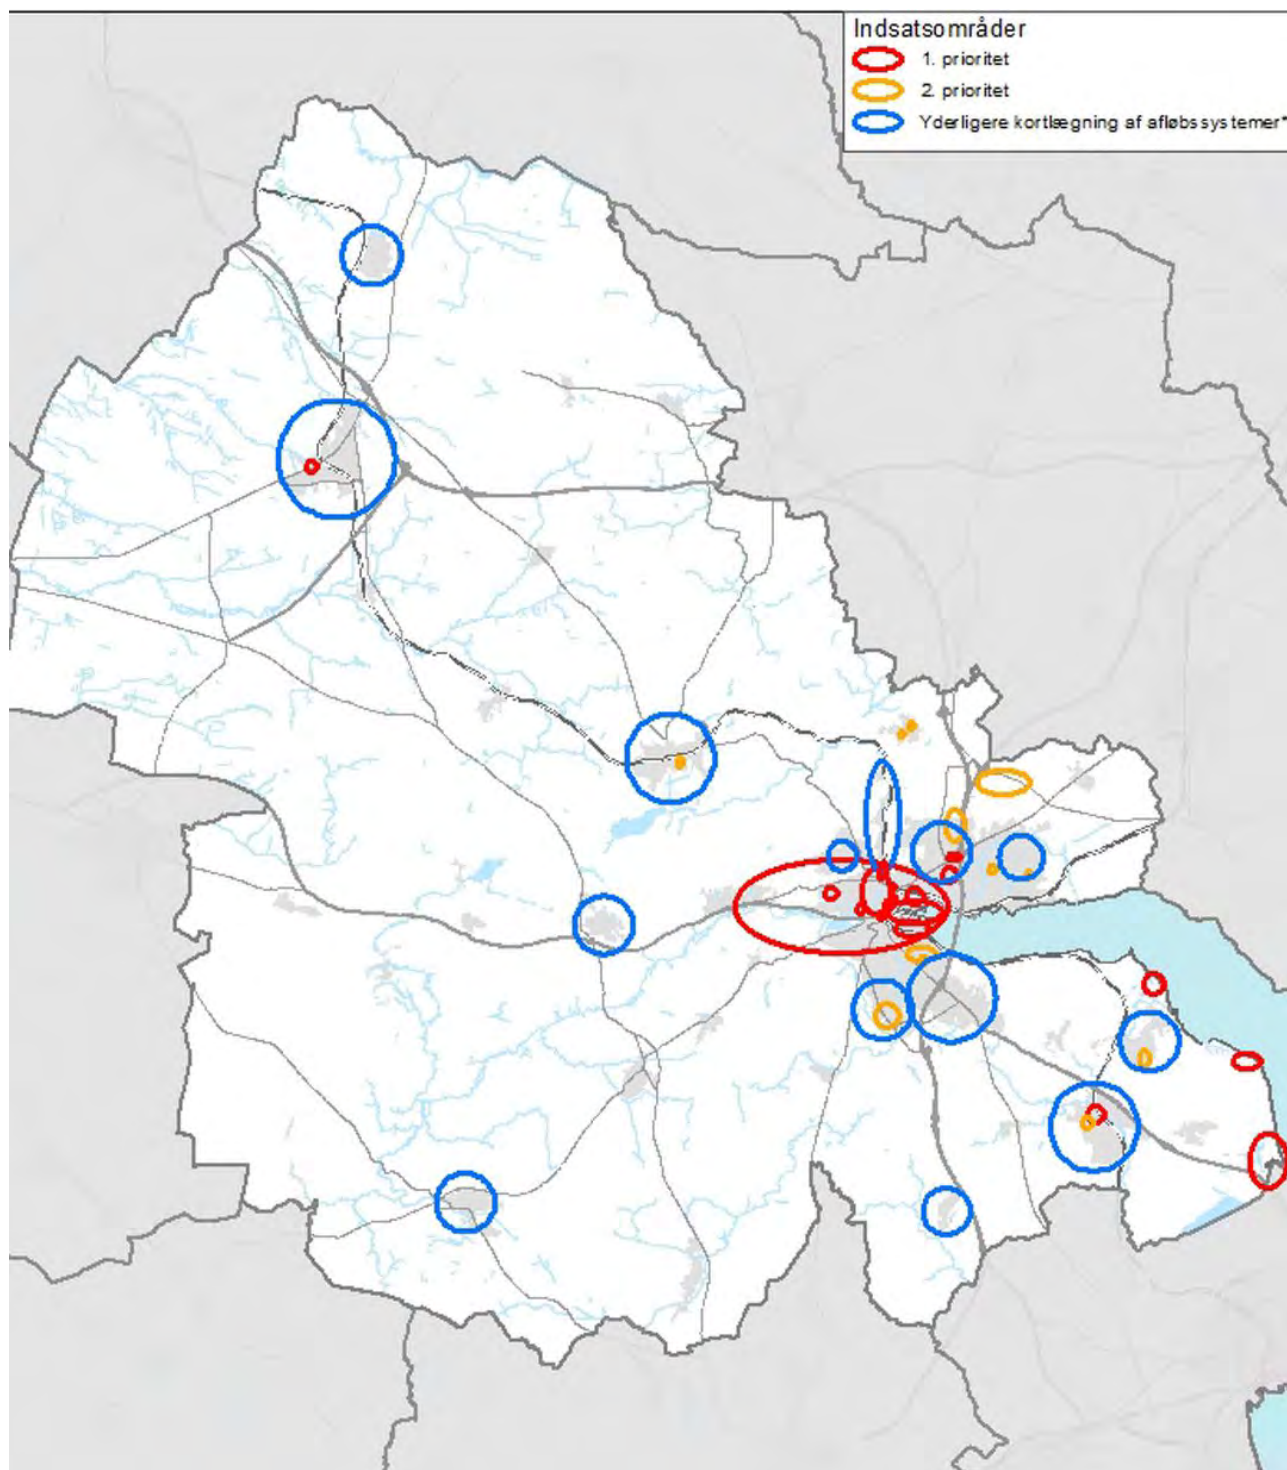 Indsatsområder
1. prioritet
2. prioritet
Yderligere kortlægning af afløbssystemer*